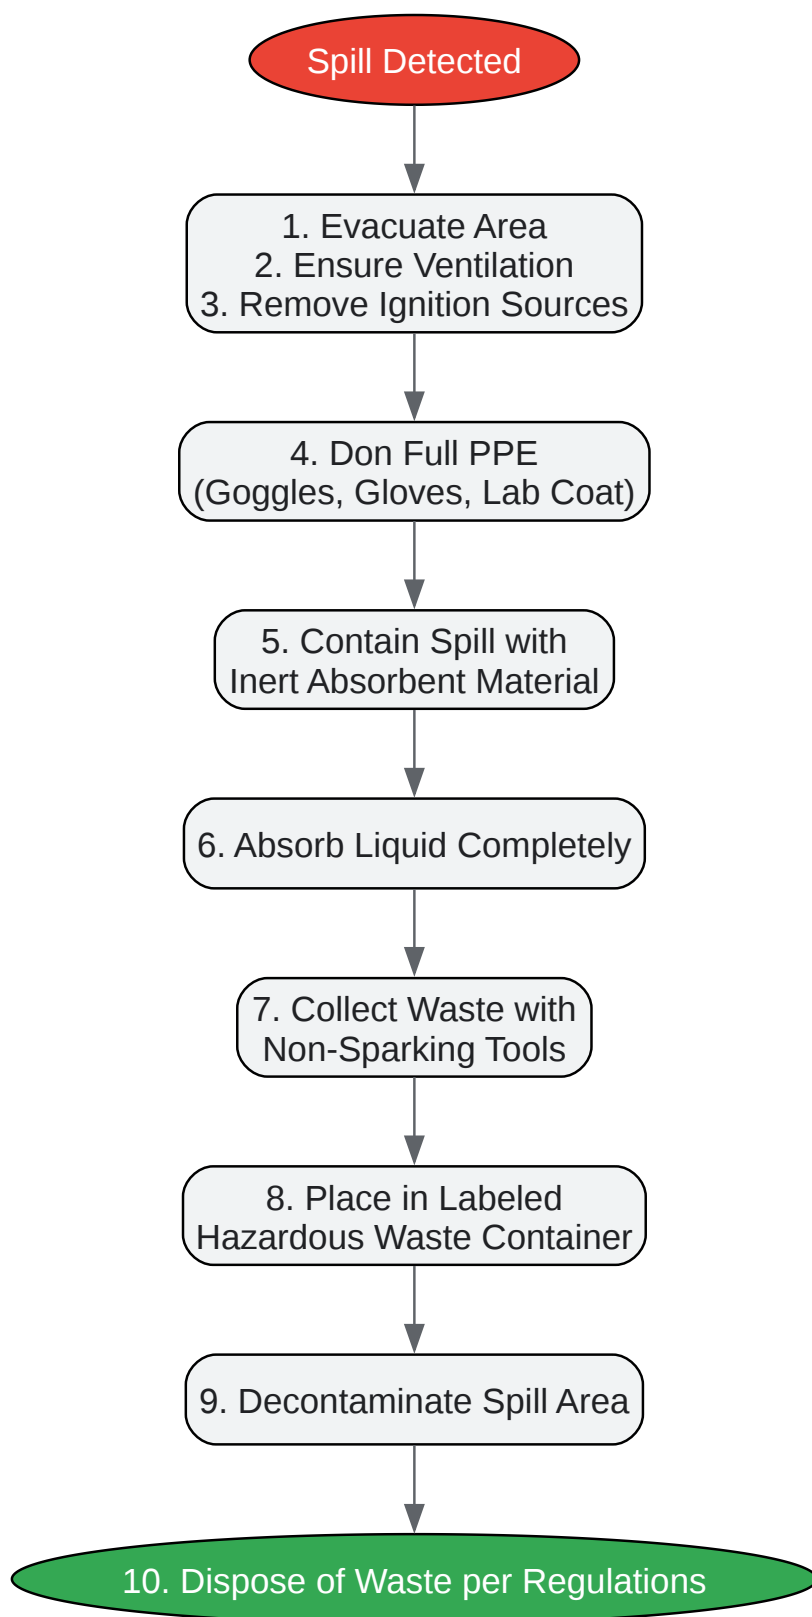 Spill Detected
1. Evacuate Area
2. Ensure Ventilation
3. Remove Ignition Sources
4. Don Full PPE
(Goggles, Gloves, Lab Coat)
5. Contain Spill with
Inert Absorbent Material
6. Absorb Liquid Completely
7. Collect Waste with
Non-Sparking Tools
8. Place in Labeled
Hazardous Waste Container
9. Decontaminate Spill Area
10. Dispose of Waste per Regulations